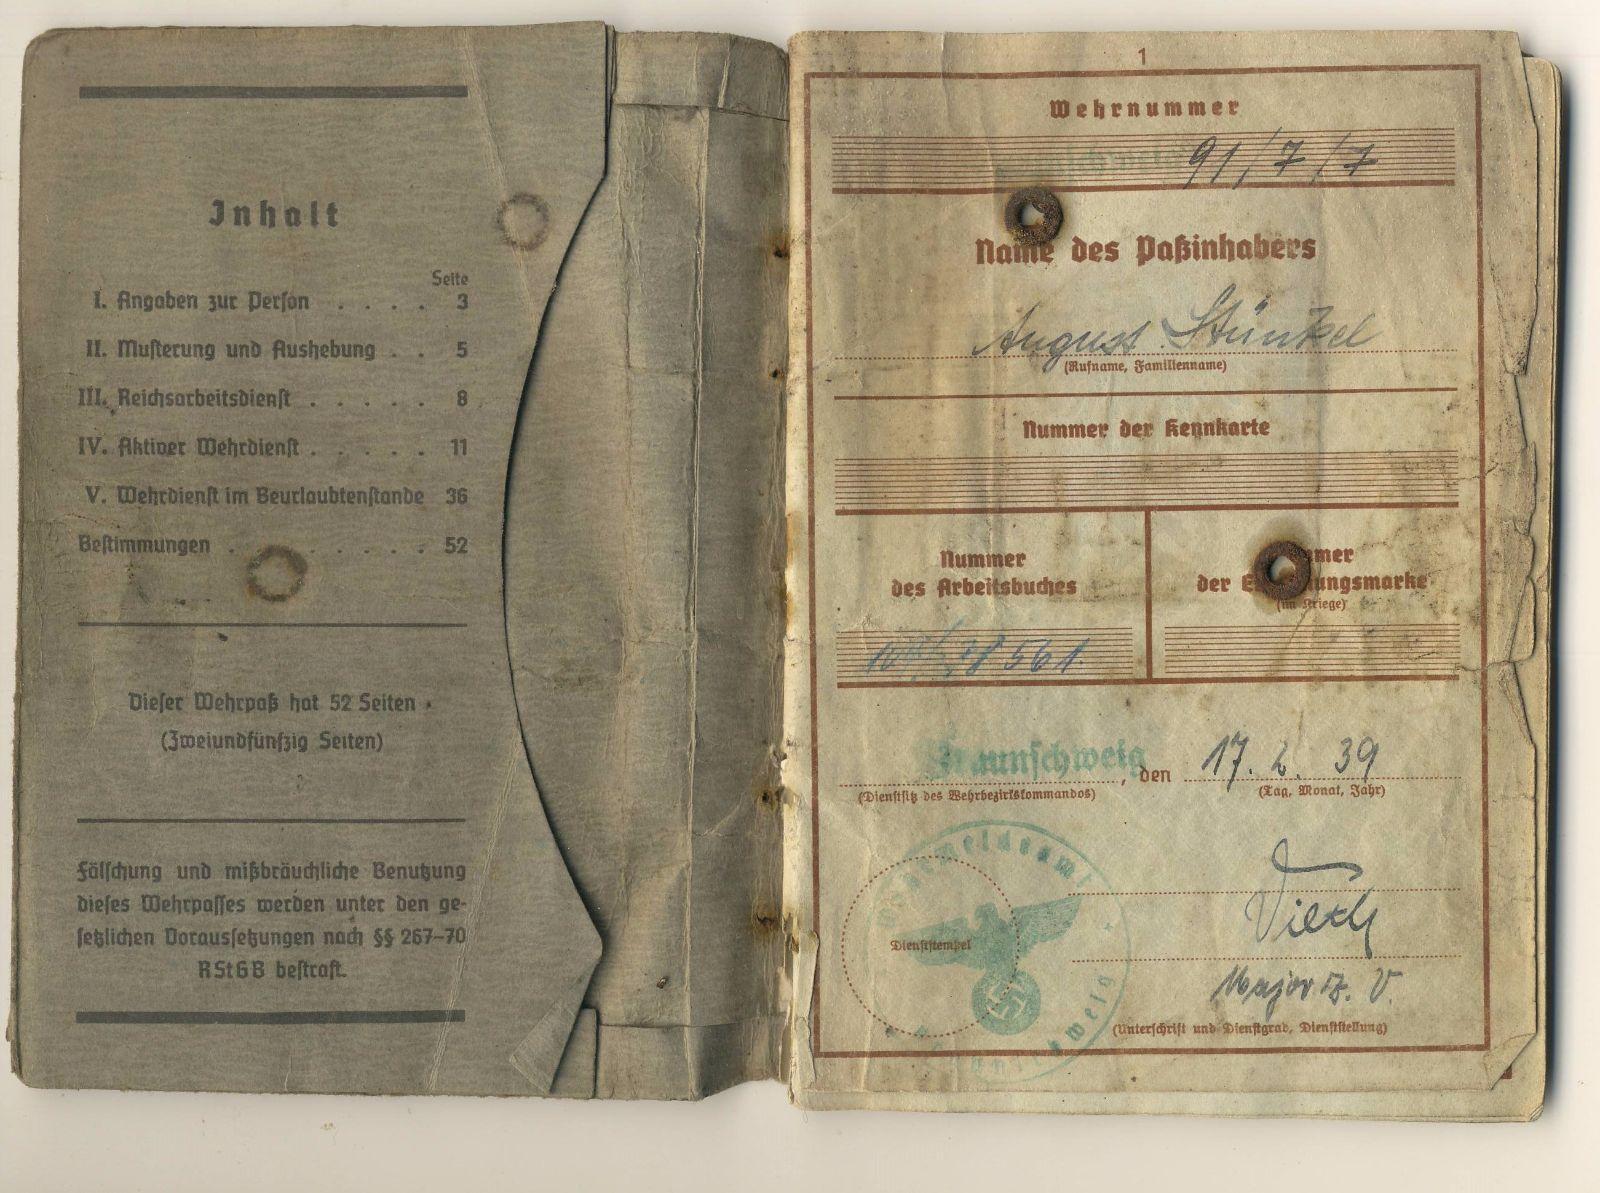 Inhalt
Seite
I. Angaben zur Person . . . . 3
II. Musterung und Aushebung . . 5
III. Reichsarbeitsdienst . . . . . 8
IV. Aktiver Wehrdienst . . . . . 11
V. Wehrdienst im Beurlaubtenstande 36
Bestimmungen . . . . . . . 52
Dieser Wehrpaß hat 52 Seiten
(Zweiundfünfzig Seiten)
Fälschung und mißbräuchliche Benutzung
dieses Wehrpasses werden unter den ge-
setzlichen Voraussetzungen nach §§ 267–70
RStGB bestraft.
1
Wehrnummer
91/7/7
Name des Paßinhabers
August Stünkel
(Rufname, Familienname)
Nummer der Kennkarte
Nummer
des Arbeitsbuches
der
(im Kriege)
561
Braunschweig, den 17. 2. 39
(Dienstsitz des Wehrbezirkskommandos)
(Tag, Monat, Jahr)
Wehrmeldeamt
Braunschweig
Dienststempel
Major z. V.
(Unterschrift und Dienstgrad, Dienststellung)